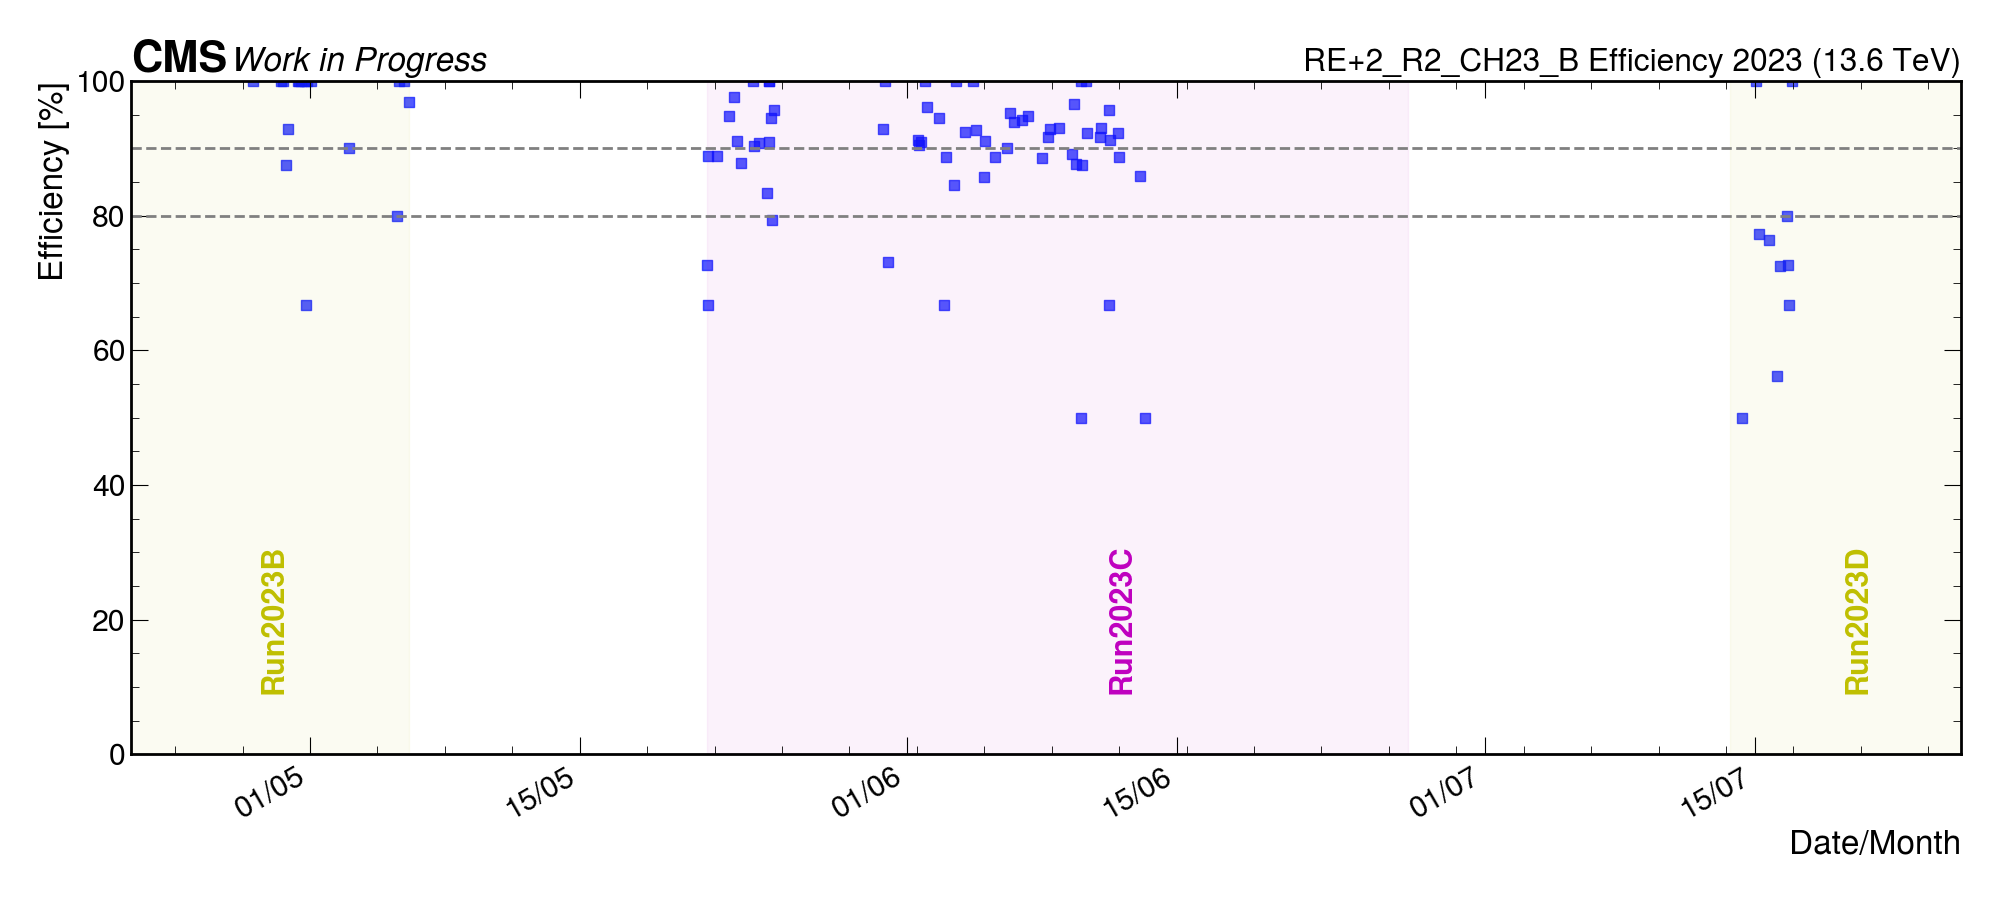 CMS Work in Progress
RE+2_R2_CH23_B Efficiency 2023 (13.6 TeV)
Efficiency [%]
100
80
60
40
20
0
Run2023B
Run2023C
Run2023D
01/05
15/05
01/06
15/06
01/07
15/07
Date/Month